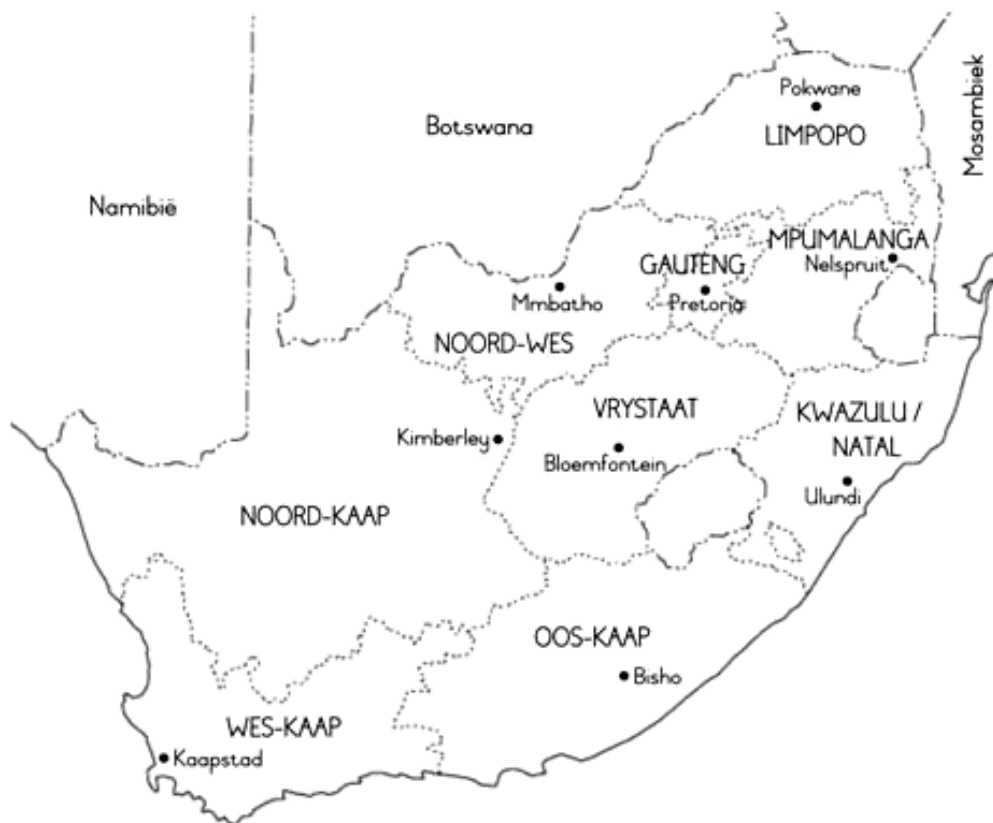 Pokwane
LIMPOPO
Mosambiek
Botswana
Namibië
MPUMALANGA
Nelspruit
GAUTENG
Pretoria
Mmbatho
NOORD-WES
VRYSTAAT
KWAZULU /
NATAL
Kimberley
Bloemfontein
Ulundi
NOORD-KAAP
OOS-KAAP
Bisho
WES-KAAP
Kaapstad